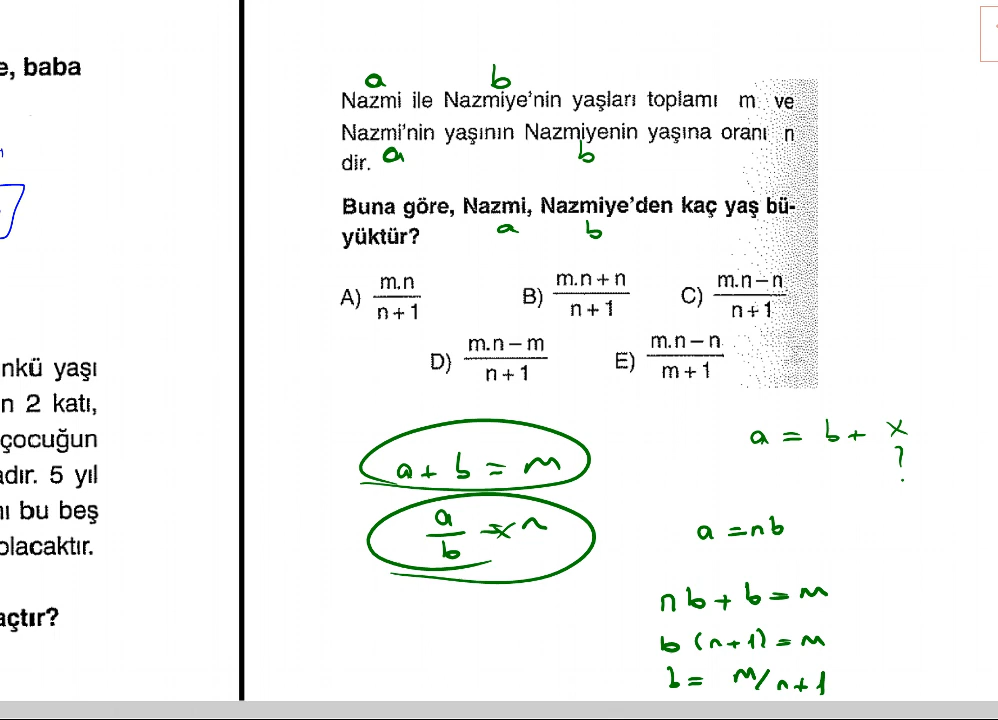 e, baba
nkü yaşı
n 2 katı,
çocuğun
adır. 5 yıl
nı bu beş
olacaktır.
açtır?
a b
Nazmi ile Nazmiye'nin yaşları toplamı m ve
Nazmi'nin yaşının Nazmiyenin yaşına oranı n
dir. a b
Buna göre, Nazmi, Nazmiye'den kaç yaş bü-
yüktür? a b
A) m.n / n+1 B) m.n+n / n+1 C) m.n-n / n+1
D) m.n-m / n+1 E) m.n-n / m+1
a + b = m
a/b = n
a = b + x
?
a = nb
nb + b = m
b (n+1) = m
b = m/n+1